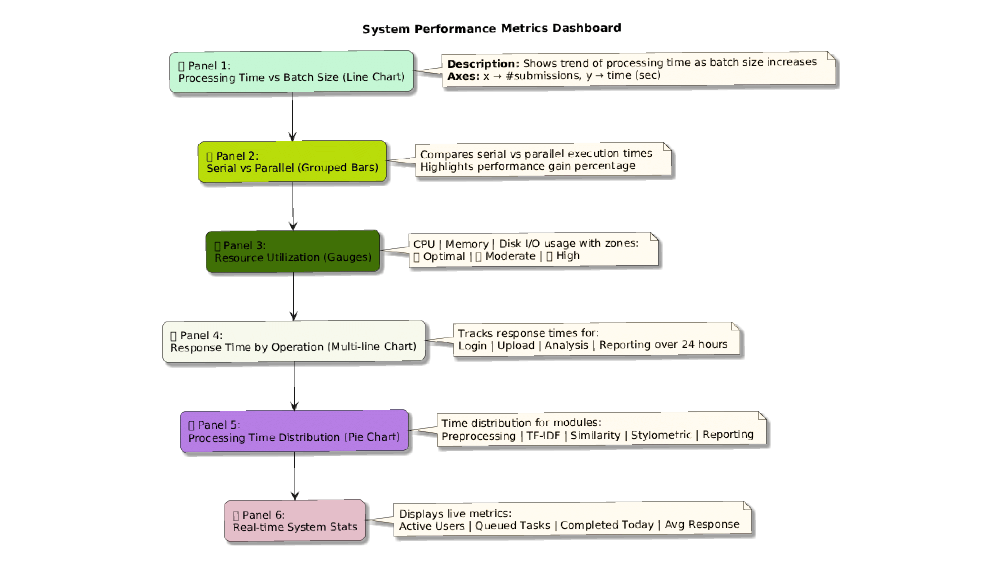 System Performance Metrics Dashboard
Panel 1:
Processing Time vs Batch Size (Line Chart)
Description: Shows trend of processing time as batch size increases
Axes: x → #submissions, y → time (sec)
Panel 2:
Serial vs Parallel (Grouped Bars)
Compares serial vs parallel execution times
Highlights performance gain percentage
Panel 3:
Resource Utilization (Gauges)
CPU | Memory | Disk I/O usage with zones:
Optimal | Moderate | High
Panel 4:
Response Time by Operation (Multi-line Chart)
Tracks response times for:
Login | Upload | Analysis | Reporting over 24 hours
Panel 5:
Processing Time Distribution (Pie Chart)
Time distribution for modules:
Preprocessing | TF-IDF | Similarity | Stylometric | Reporting
Panel 6:
Real-time System Stats
Displays live metrics:
Active Users | Queued Tasks | Completed Today | Avg Response